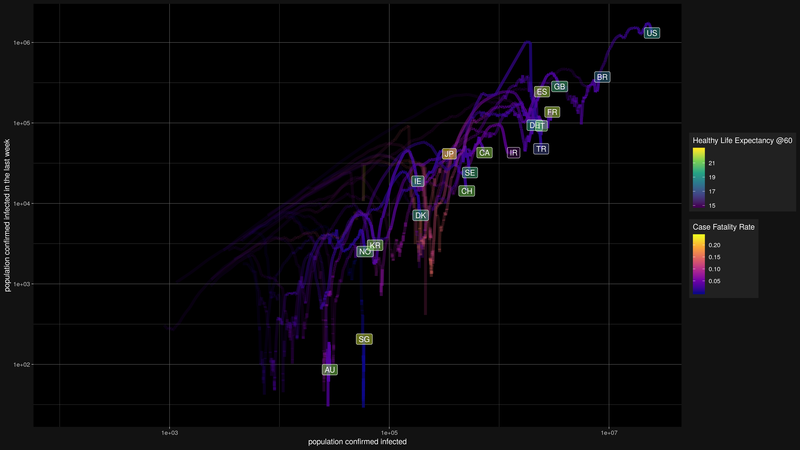 population confirmed infected in the last week
1e+06
1e+05
1e+04
1e+03
1e+02
US
BR
GB
ES
FR
IT
TR
JP
CA
IR
SE
CH
IE
DK
KR
NO
SG
AU
1e+03
1e+05
1e+07
population confirmed infected
Healthy Life Expectancy @60
21
19
17
15
Case Fatality Rate
0.20
0.15
0.10
0.05